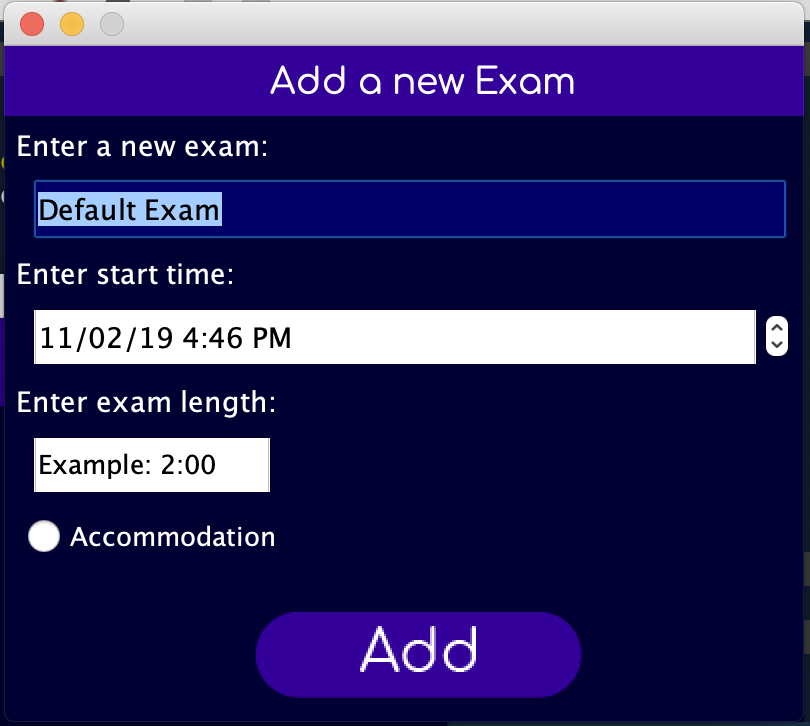 Add a new Exam
Enter a new exam:
Default Exam
Enter start time:
11/02/19 4:46 PM
Enter exam length:
Example: 2:00
Accommodation
Add